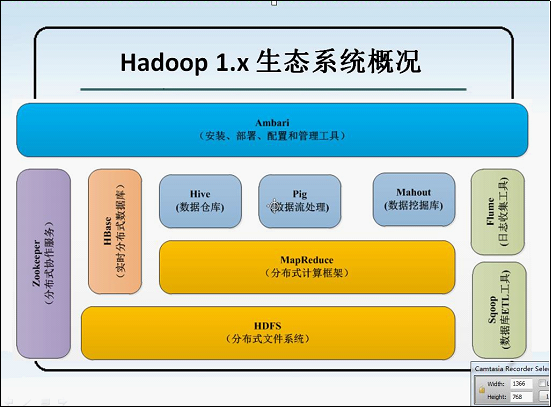 Hadoop 1.x 生态系统概况
Ambari
(安装、部署、配置和管理工具)
Zookeeper
(分布式协作服务)
HBase
(实时分布式数据库)
Hive
(数据仓库)
Pig
(数据流处理)
Mahout
(数据挖掘库)
Flume
(日志收集工具)
MapReduce
(分布式计算框架)
Sqoop
(数据库ETL工具)
HDFS
(分布式文件系统)
Camtasia Recorder Sele
Width: 1366
Height: 768